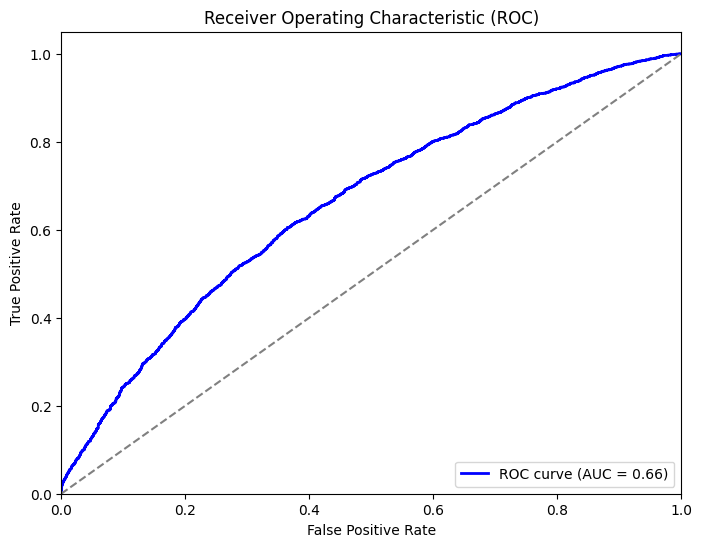 Receiver Operating Characteristic (ROC)
True Positive Rate
1.0
0.8
0.6
0.4
0.2
0.0
0.0 0.2 0.4 0.6 0.8 1.0
False Positive Rate
ROC curve (AUC = 0.66)